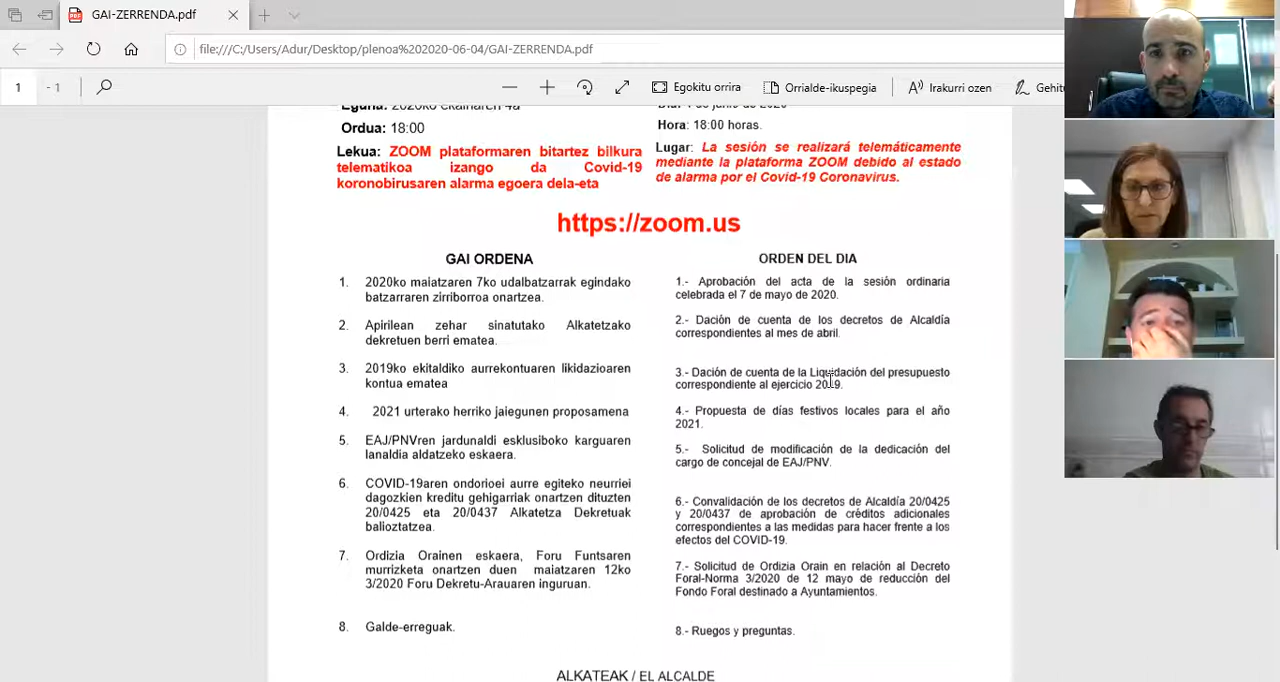 GAI-ZERRENDA.pdf
file:///C:/Users/Adur/Desktop/plenoa%202020-06-04/GAI-ZERRENDA.pdf
1 - 1
Egokitu orrira
Orrialde-ikuspegia
Irakurri ozen
Gehit
Eguna: 2020ko ekainaren 4a
Ordua: 18:00
Lekua: ZOOM plataformaren bitartez bilkura
telematikoa izango da Covid-19
koronobirusaren alarma egoera dela-eta
Hora: 18:00 horas.
Lugar: La sesión se realizará telemáticamente
mediante la plataforma ZOOM debido al estado
de alarma por el Covid-19 Coronavirus.
https://zoom.us
GAI ORDENA
1. 2020ko maiatzaren 7ko udalbatzarrak egindako
batzarraren zirriborroa onartzea.
2. Apirilean zehar sinatutako Alkatetzako
dekretuen berri ematea.
3. 2019ko ekitaldiko aurrekontuaren likidazioaren
kontua ematea
4. 2021 urterako herriko jaiegunen proposamena
5. EAJ/PNVren jardunaldi esklusiboko karguaren
lanaldia aldatzeko eskaera.
6. COVID-19aren ondorioei aurre egiteko neurriei
dagozkien kreditu gehigarriak onartzen dituzten
20/0425 eta 20/0437 Alkatetza Dekretuak
balioztatzea.
7. Ordizia Orainen eskaera, Foru Funtsaren
murrizketa onartzen duen maiatzaren 12ko
3/2020 Foru Dekretu-Arauaren inguruan.
8. Galde-erreguak.
ORDEN DEL DIA
1.- Aprobación del acta de la sesión ordinaria
celebrada el 7 de mayo de 2020.
2.- Dación de cuenta de los decretos de Alcaldía
correspondientes al mes de abril.
3.- Dación de cuenta de la Liquidación del presupuesto
correspondiente al ejercicio 2019.
4.- Propuesta de días festivos locales para el año
2021.
5.- Solicitud de modificación de la dedicación del
cargo de concejal de EAJ/PNV.
6.- Convalidación de los decretos de Alcaldía 20/0425
y 20/0437 de aprobación de créditos adicionales
correspondientes a las medidas para hacer frente a los
efectos del COVID-19.
7.- Solicitud de Ordizia Orain en relación al Decreto
Foral-Norma 3/2020 de 12 mayo de reducción del
Fondo Foral destinado a Ayuntamientos.
8.- Ruegos y preguntas.
ALKATEAK / EL ALCALDE